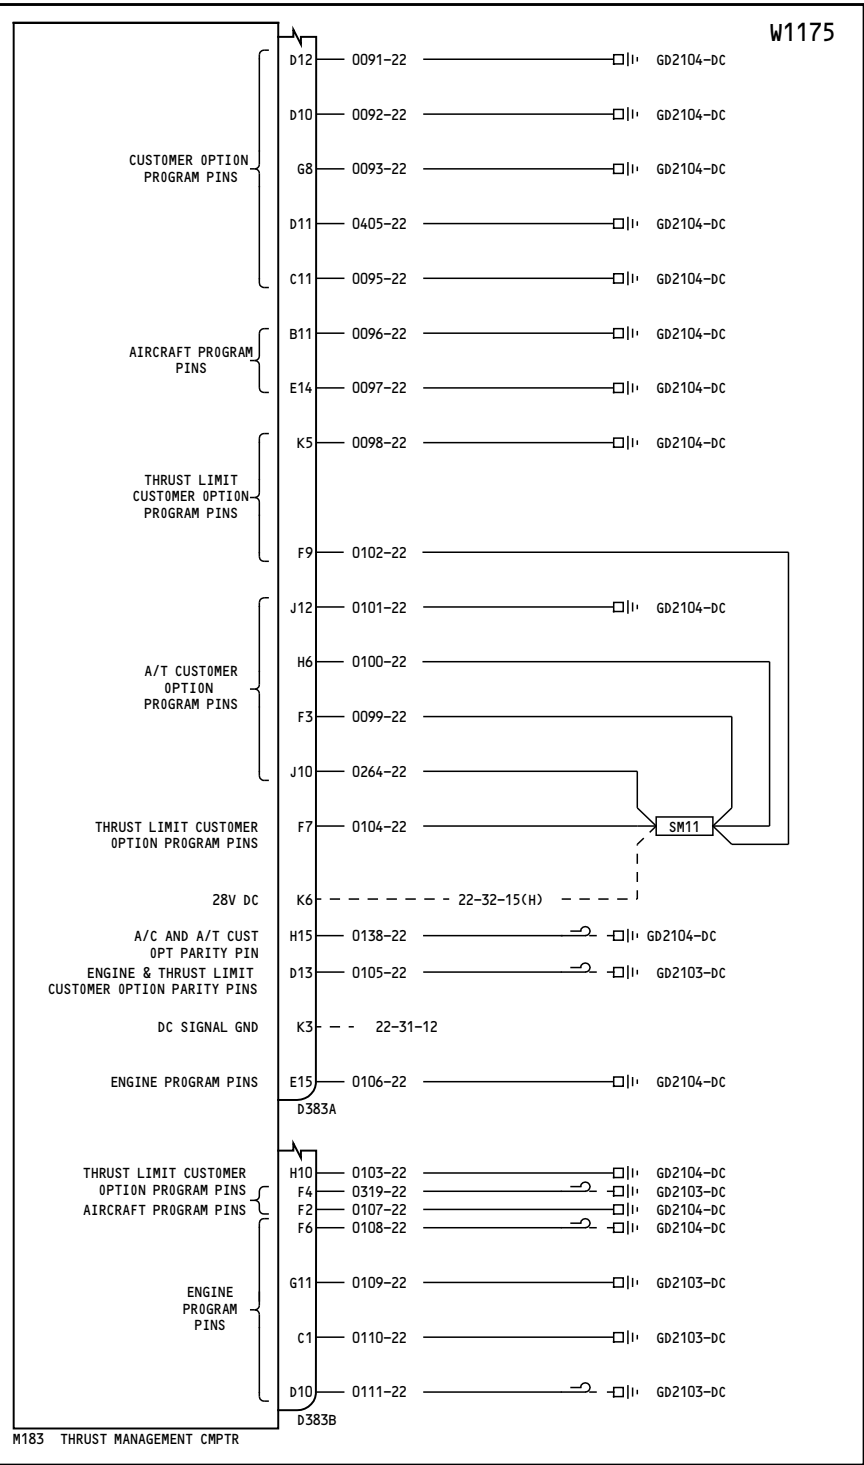 W1175
D12 0091-22 GD2104-DC
D10 0092-22 GD2104-DC
CUSTOMER OPTION
PROGRAM PINS
G8 0093-22 GD2104-DC
D11 0405-22 GD2104-DC
C11 0095-22 GD2104-DC
B11 0096-22 GD2104-DC
AIRCRAFT PROGRAM
PINS
E14 0097-22 GD2104-DC
K5 0098-22 GD2104-DC
THRUST LIMIT
CUSTOMER OPTION
PROGRAM PINS
F9 0102-22
J12 0101-22 GD2104-DC
H6 0100-22
A/T CUSTOMER
OPTION
PROGRAM PINS
F3 0099-22
J10 0264-22
THRUST LIMIT CUSTOMER
OPTION PROGRAM PINS
F7 0104-22 SM11
28V DC K6 22-32-15(H)
A/C AND A/T CUST
OPT PARITY PIN
H15 0138-22 GD2104-DC
ENGINE & THRUST LIMIT
CUSTOMER OPTION PARITY PINS
D13 0105-22 GD2103-DC
DC SIGNAL GND K3 22-31-12
ENGINE PROGRAM PINS E15 0106-22 GD2104-DC
D383A
THRUST LIMIT CUSTOMER
OPTION PROGRAM PINS
H10 0103-22 GD2104-DC
F4 0319-22 GD2103-DC
AIRCRAFT PROGRAM PINS F2 0107-22 GD2104-DC
F6 0108-22 GD2104-DC
G11 0109-22 GD2103-DC
ENGINE
PROGRAM
PINS
C1 0110-22 GD2103-DC
D10 0111-22 GD2103-DC
D383B
M183 THRUST MANAGEMENT CMPTR